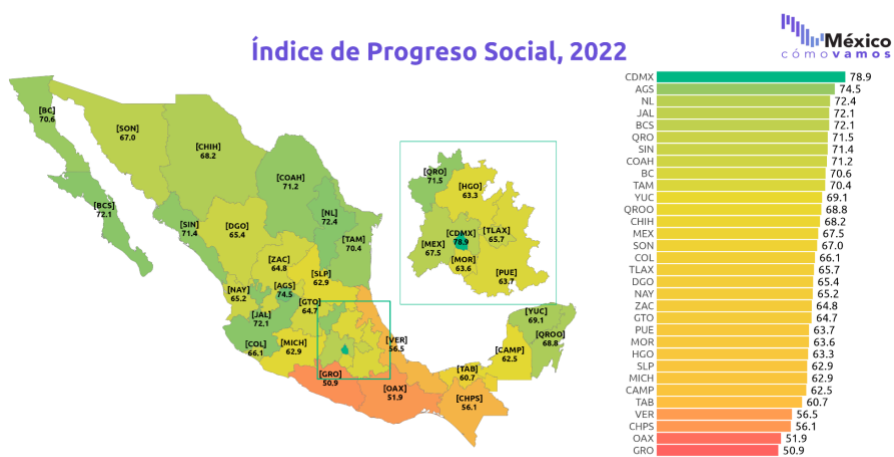 Índice de Progreso Social, 2022
México
cómovamos
[BC]
70.6
[SON]
67.0
[CHIH]
68.2
[COAH]
71.2
[BCS]
72.1
[SIN]
71.4
[DGO]
65.4
[NL]
72.4
[TAM]
70.4
[ZAC]
64.8
[SLP]
62.9
[NAY]
65.2
[AGS]
74.5
[GTO]
64.7
[JAL]
72.1
[COL]
66.1
[MICH]
62.9
[VER]
56.5
[GRO]
50.9
[OAX]
51.9
[TAB]
60.7
[CHPS]
56.1
[CAMP]
62.5
[YUC]
69.1
[QROO]
68.8
[QRO]
71.5
[HGO]
63.3
[MEX]
67.5
[CDMX]
78.9
[TLAX]
65.7
[MOR]
63.6
[PUE]
63.7
CDMX 78.9
AGS 74.5
NL 72.4
JAL 72.1
BCS 72.1
QRO 71.5
SIN 71.4
COAH 71.2
BC 70.6
TAM 70.4
YUC 69.1
QROO 68.8
CHIH 68.2
MEX 67.5
SON 67.0
COL 66.1
TLAX 65.7
DGO 65.4
NAY 65.2
ZAC 64.8
GTO 64.7
PUE 63.7
MOR 63.6
HGO 63.3
SLP 62.9
MICH 62.9
CAMP 62.5
TAB 60.7
VER 56.5
CHPS 56.1
OAX 51.9
GRO 50.9